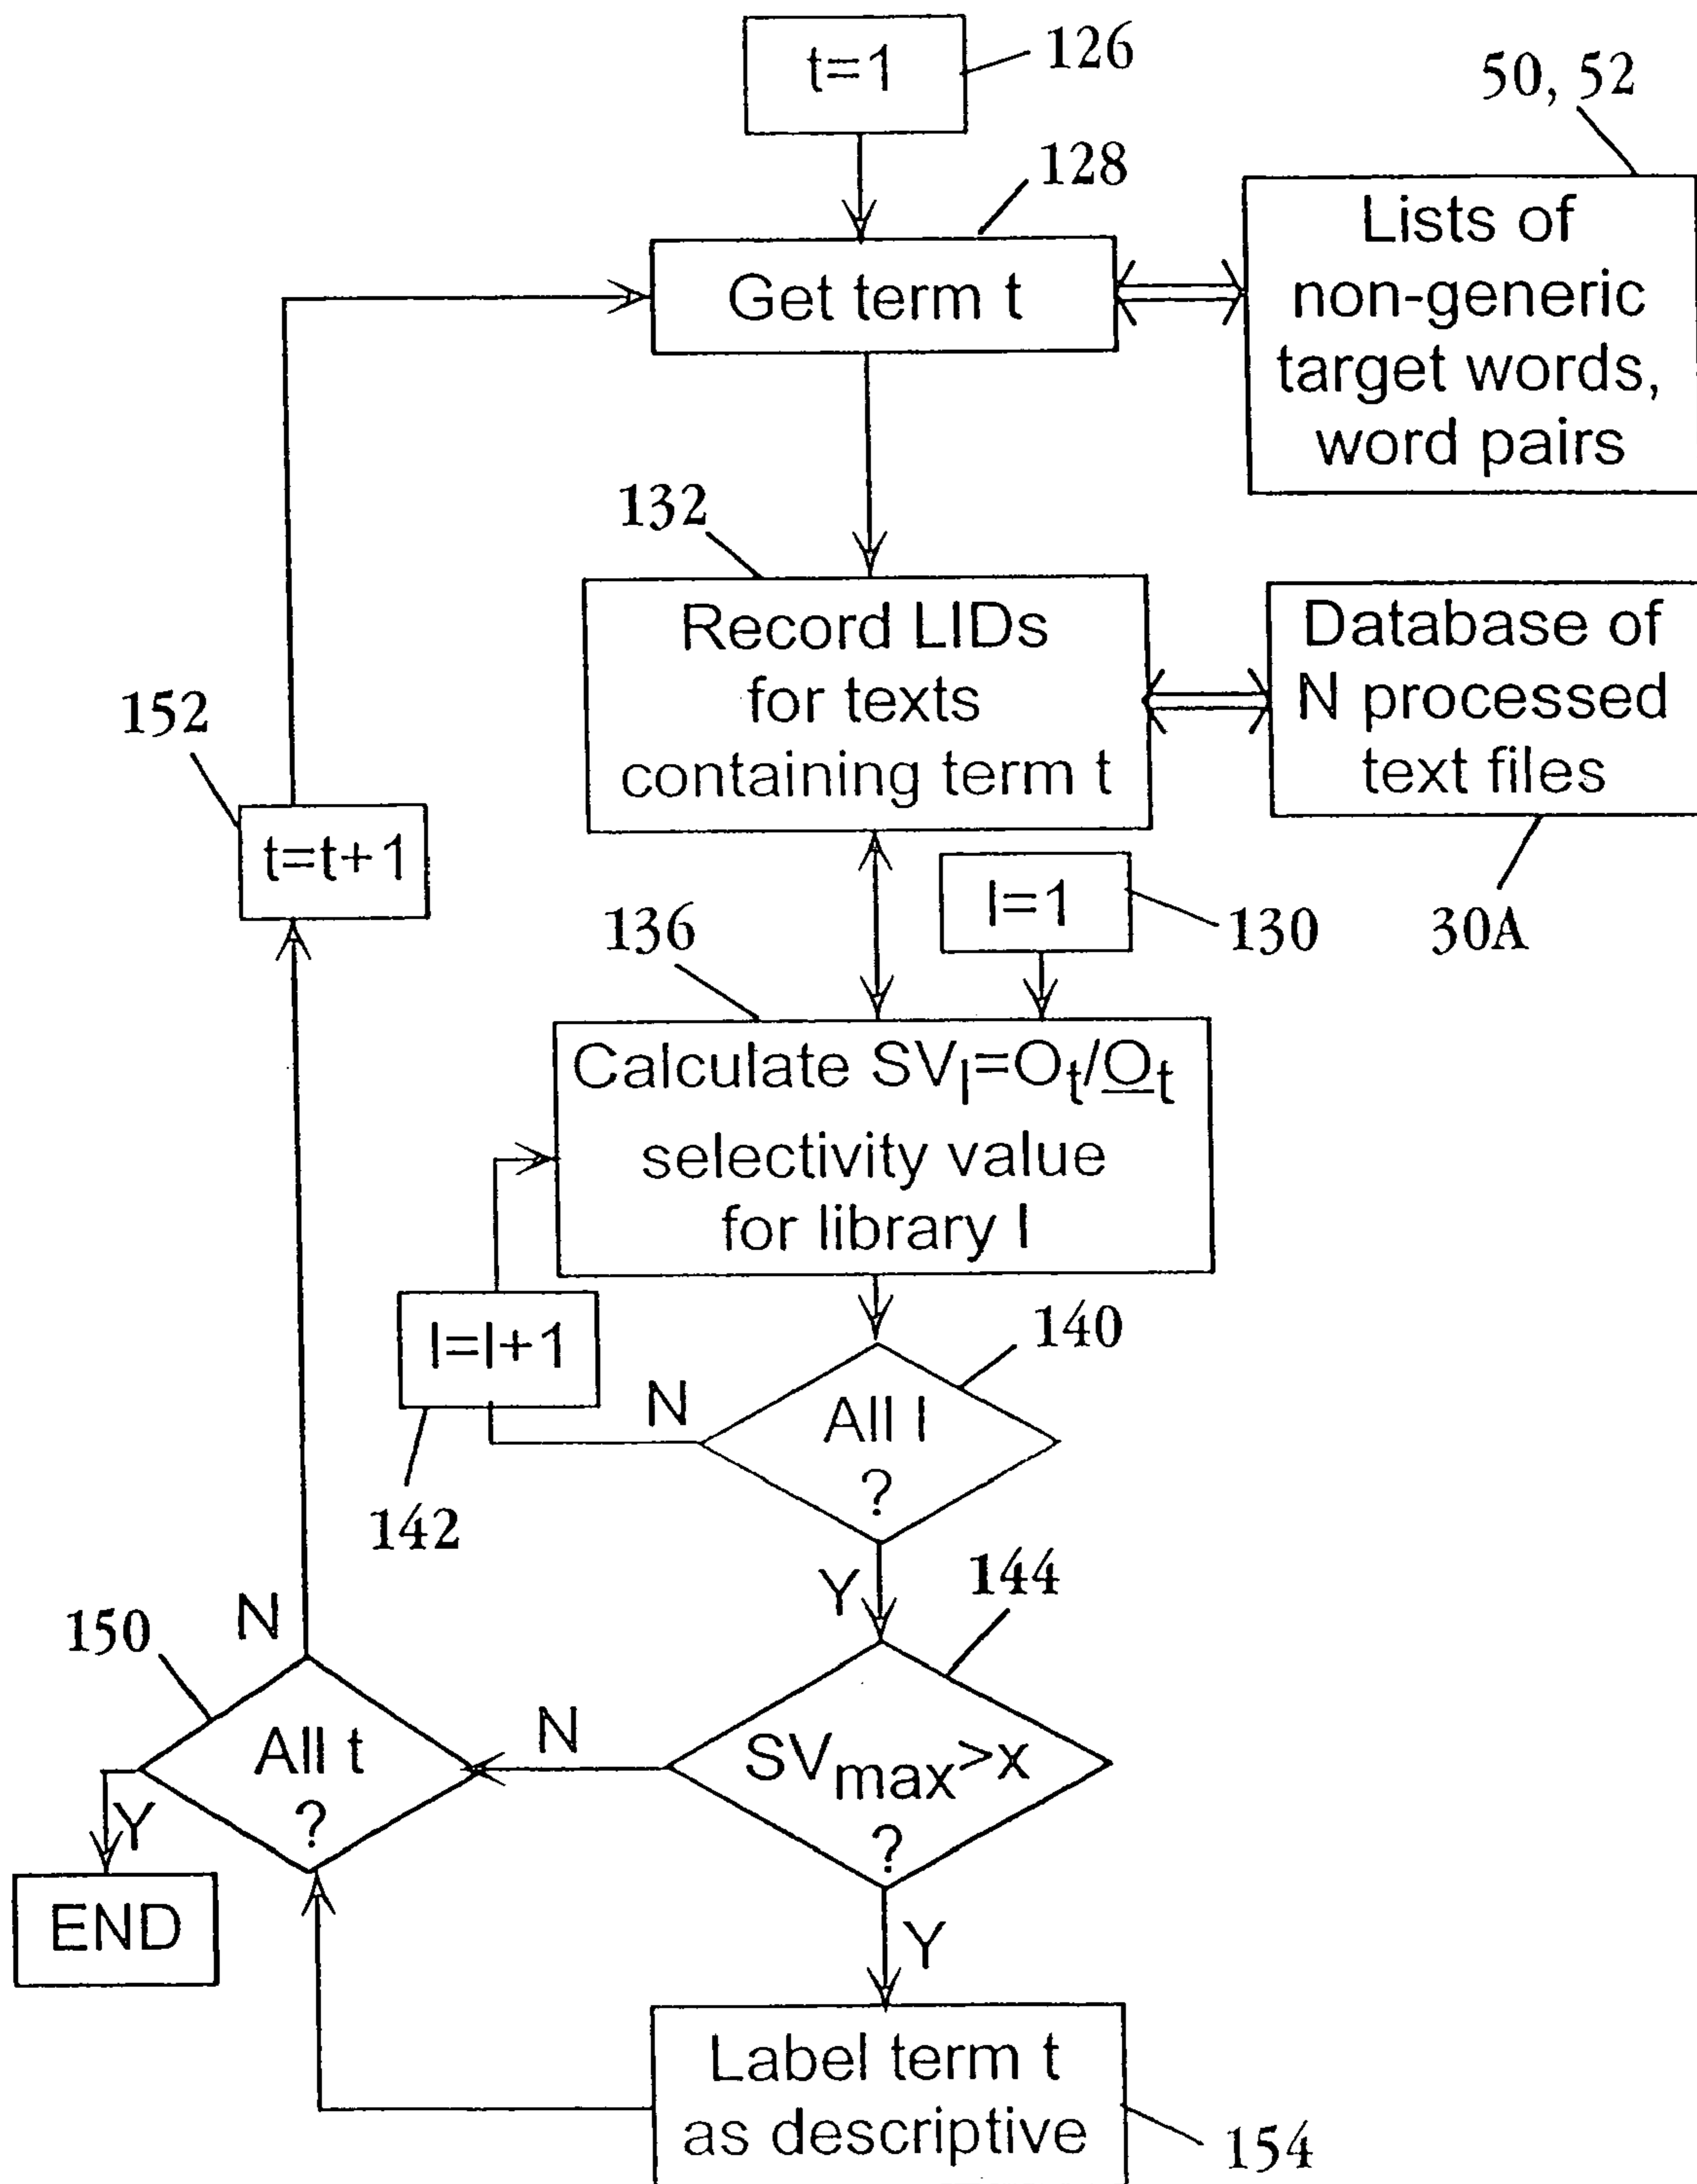 t=1
126
50, 52
128
Get term t
Lists of
non-generic
target words,
word pairs
132
Record LIDs
for texts
containing term t
Database of
N processed
text files
152
t=t+1
l=1
130
30A
136
Calculate SVl=Ot/O̲t
selectivity value
for library l
l=l+1
140
N
All l
?
142
Y
144
150
N
All t
?
N
SVmax>x
?
Y
END
Y
Label term t
as descriptive
154